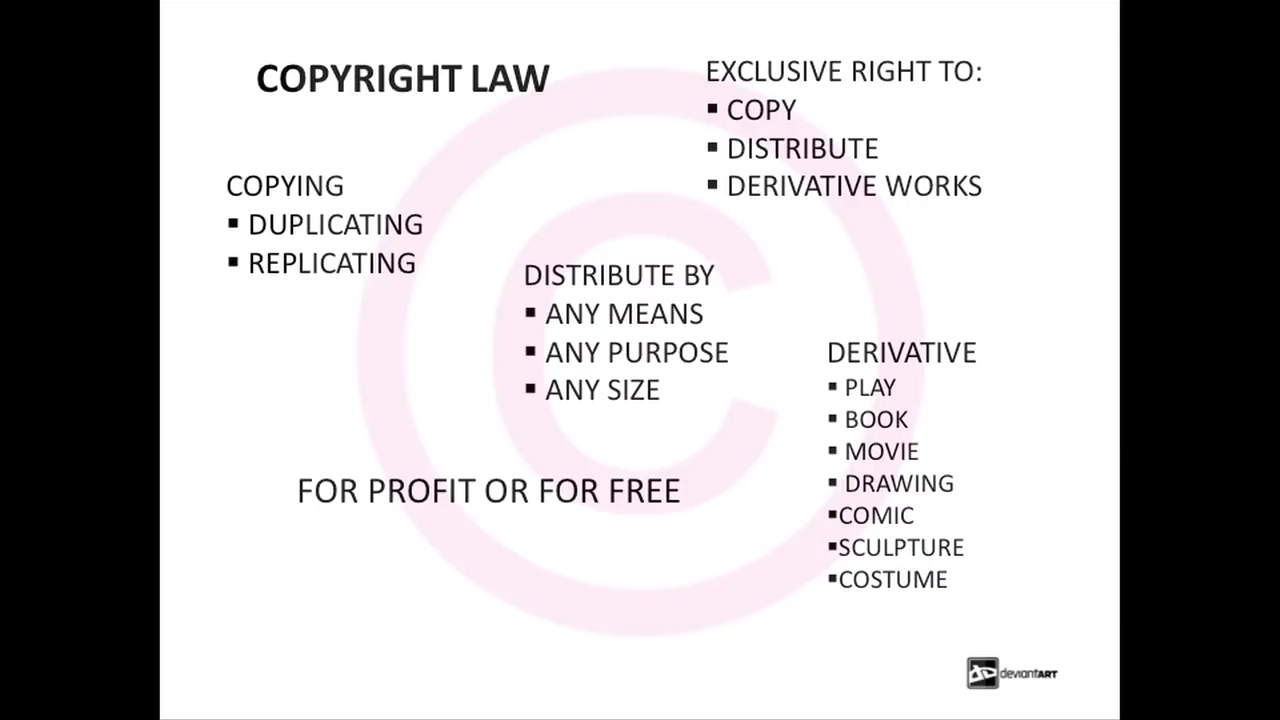 COPYRIGHT LAW
EXCLUSIVE RIGHT TO:
▪ COPY
▪ DISTRIBUTE
▪ DERIVATIVE WORKS
COPYING
▪ DUPLICATING
▪ REPLICATING
DISTRIBUTE BY
▪ ANY MEANS
▪ ANY PURPOSE
▪ ANY SIZE
DERIVATIVE
▪ PLAY
▪ BOOK
▪ MOVIE
▪ DRAWING
▪COMIC
▪SCULPTURE
▪COSTUME
FOR PROFIT OR FOR FREE
deviantART